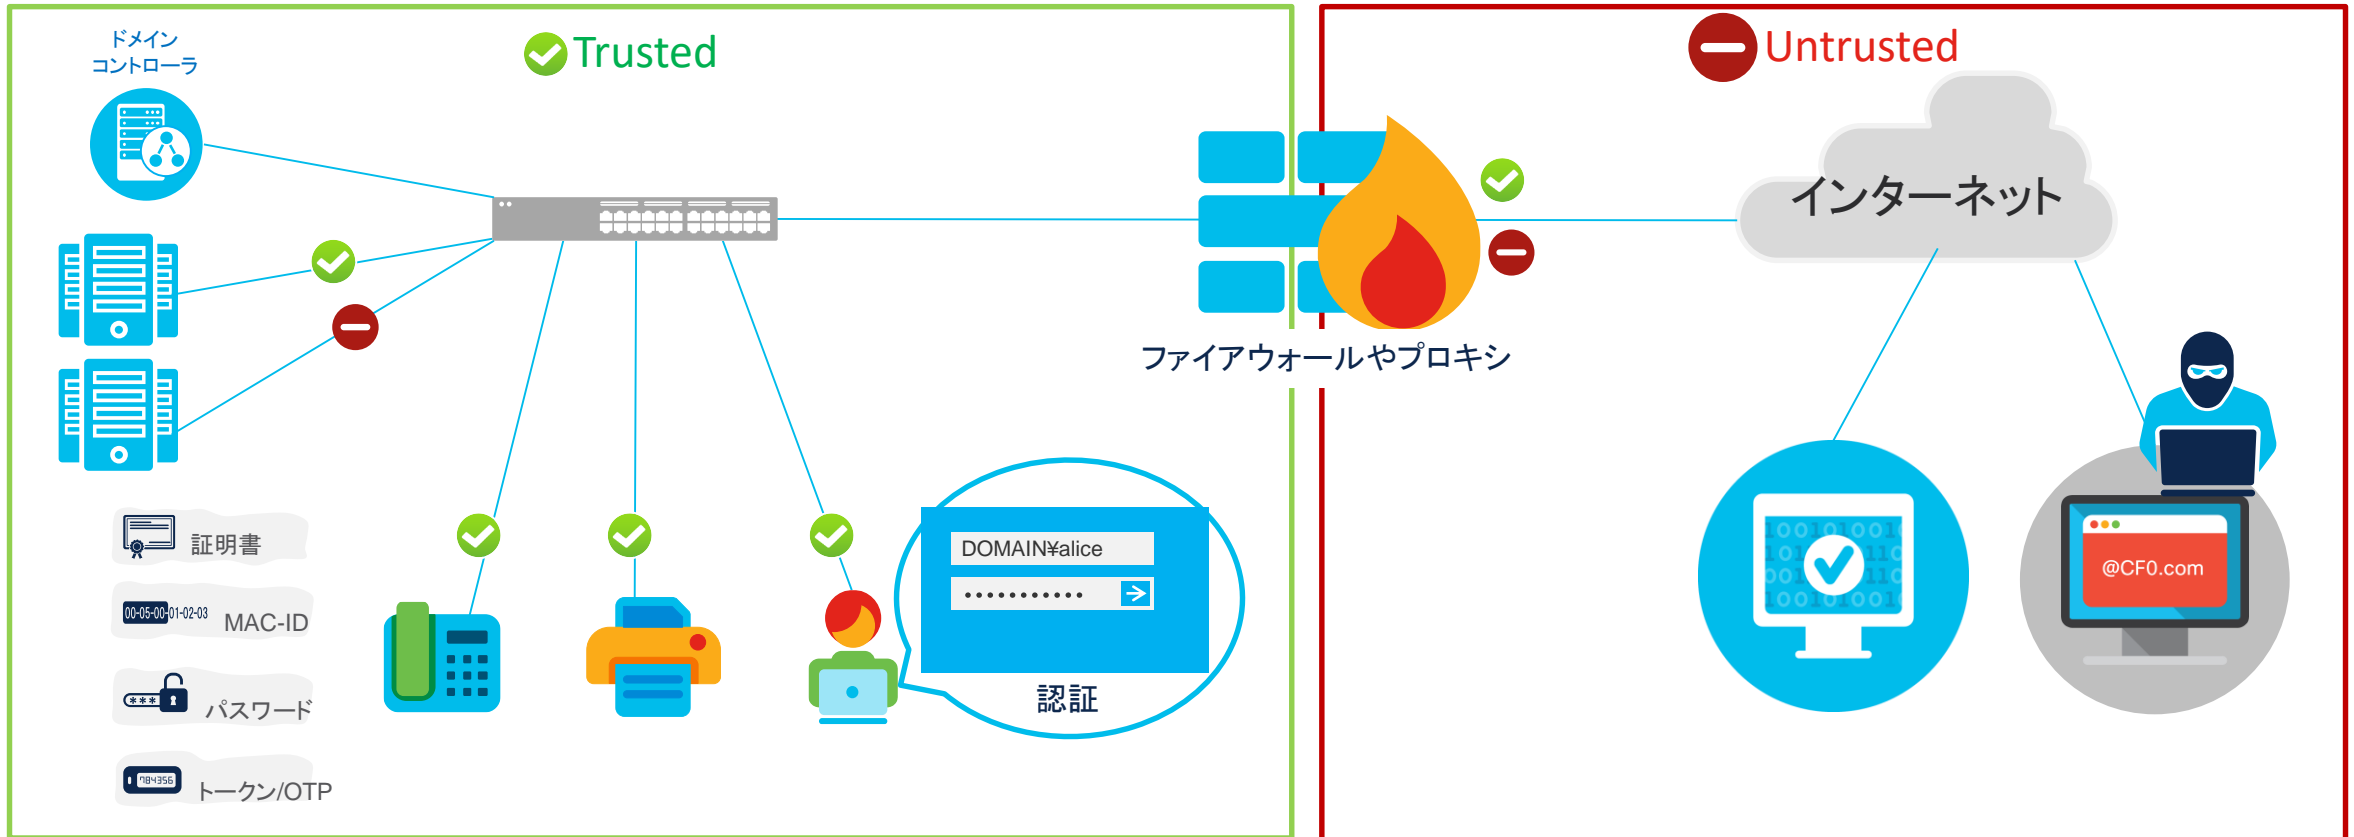 ドメイン
コントローラ
Trusted
Untrusted
インターネット
ファイアウォールやプロキシ
証明書
00-05-00-01-02-03
MAC-ID
***
パスワード
784356
トークン/OTP
DOMAIN¥alice
•••••••••••
認証
1001010010
@CF0.com